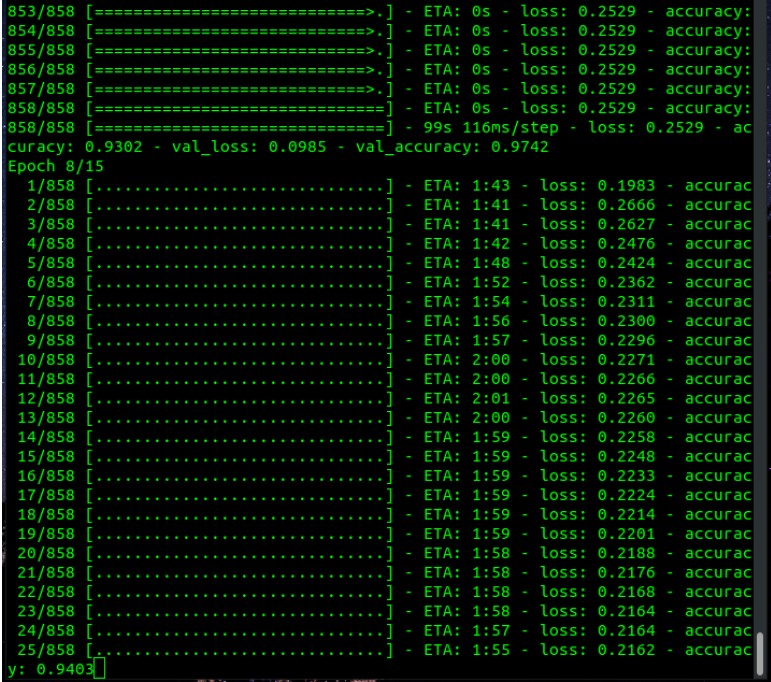 853/858 [=============================>.] - ETA: 0s - loss: 0.2529 - accuracy:
854/858 [=============================>.] - ETA: 0s - loss: 0.2529 - accuracy:
855/858 [=============================>.] - ETA: 0s - loss: 0.2529 - accuracy:
856/858 [=============================>.] - ETA: 0s - loss: 0.2529 - accuracy:
857/858 [=============================>.] - ETA: 0s - loss: 0.2529 - accuracy:
858/858 [==============================] - ETA: 0s - loss: 0.2529 - accuracy:
858/858 [==============================] - 99s 116ms/step - loss: 0.2529 - ac
curacy: 0.9302 - val_loss: 0.0985 - val_accuracy: 0.9742
Epoch 8/15
1/858 [..............................] - ETA: 1:43 - loss: 0.1983 - accurac
2/858 [..............................] - ETA: 1:41 - loss: 0.2666 - accurac
3/858 [..............................] - ETA: 1:41 - loss: 0.2627 - accurac
4/858 [..............................] - ETA: 1:42 - loss: 0.2476 - accurac
5/858 [..............................] - ETA: 1:48 - loss: 0.2424 - accurac
6/858 [..............................] - ETA: 1:52 - loss: 0.2362 - accurac
7/858 [..............................] - ETA: 1:54 - loss: 0.2311 - accurac
8/858 [..............................] - ETA: 1:56 - loss: 0.2300 - accurac
9/858 [..............................] - ETA: 1:57 - loss: 0.2296 - accurac
10/858 [..............................] - ETA: 2:00 - loss: 0.2271 - accurac
11/858 [..............................] - ETA: 2:00 - loss: 0.2266 - accurac
12/858 [..............................] - ETA: 2:01 - loss: 0.2265 - accurac
13/858 [..............................] - ETA: 2:00 - loss: 0.2260 - accurac
14/858 [..............................] - ETA: 1:59 - loss: 0.2258 - accurac
15/858 [..............................] - ETA: 1:59 - loss: 0.2248 - accurac
16/858 [..............................] - ETA: 1:59 - loss: 0.2233 - accurac
17/858 [..............................] - ETA: 1:59 - loss: 0.2224 - accurac
18/858 [..............................] - ETA: 1:59 - loss: 0.2214 - accurac
19/858 [..............................] - ETA: 1:59 - loss: 0.2201 - accurac
20/858 [..............................] - ETA: 1:58 - loss: 0.2188 - accurac
21/858 [..............................] - ETA: 1:58 - loss: 0.2176 - accurac
22/858 [..............................] - ETA: 1:58 - loss: 0.2168 - accurac
23/858 [..............................] - ETA: 1:58 - loss: 0.2164 - accurac
24/858 [..............................] - ETA: 1:57 - loss: 0.2164 - accurac
25/858 [..............................] - ETA: 1:55 - loss: 0.2162 - accurac
y: 0.9403